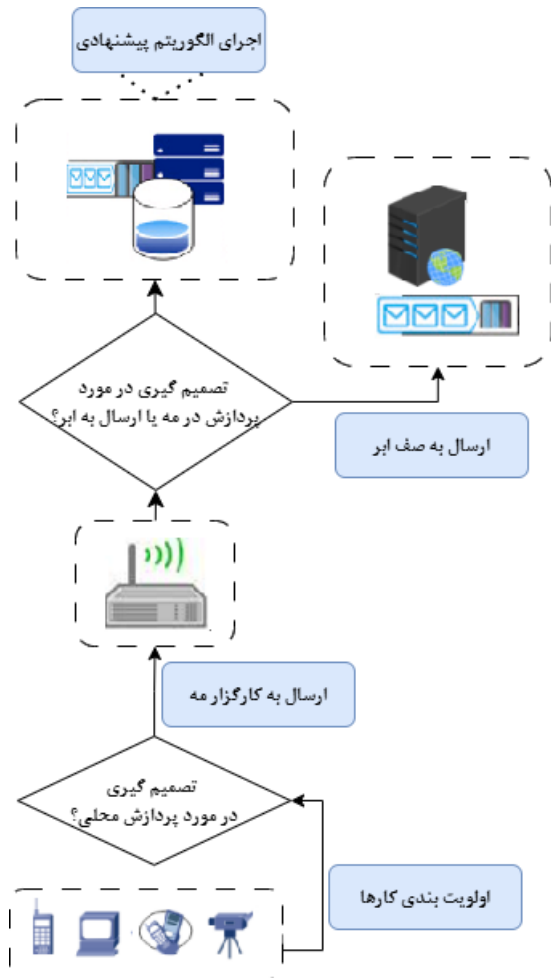 اجرای الگوریتم پیشنهادی
تصمیم گیری در مورد
پردازش در مه یا ارسال به ابر؟
ارسال به صف ابر
ارسال به کارگزار مه
تصمیم گیری
در مورد پردازش محلی؟
اولویت بندی کارها